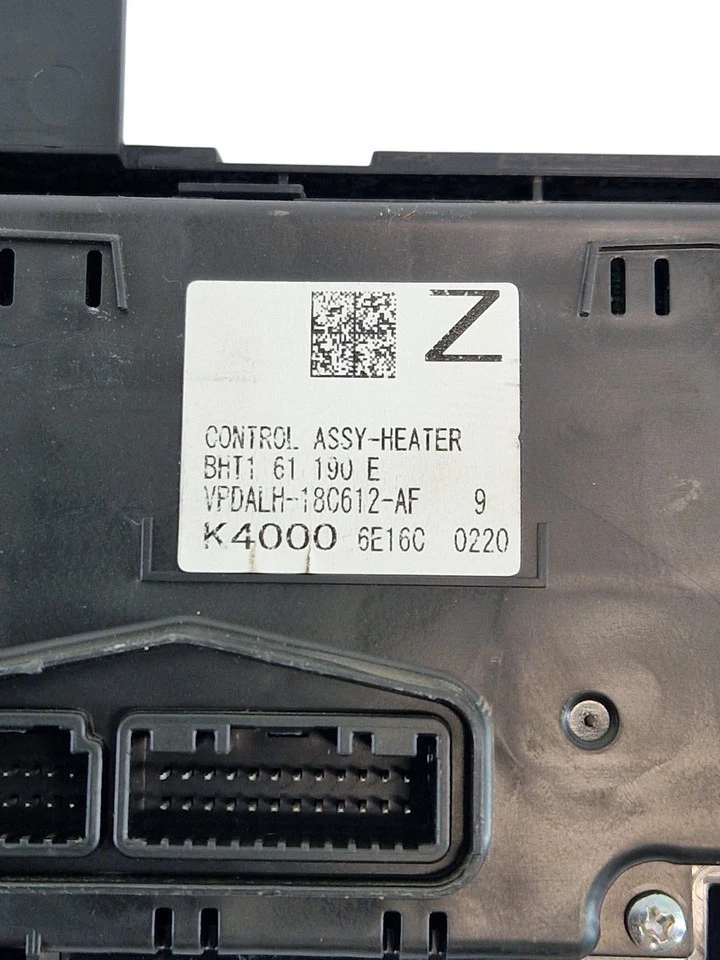 Z
CONTROL ASSY-HEATER
BHT1 61 190 E
VPDALH-18C612-AF 9
K4000 6E16C 0220